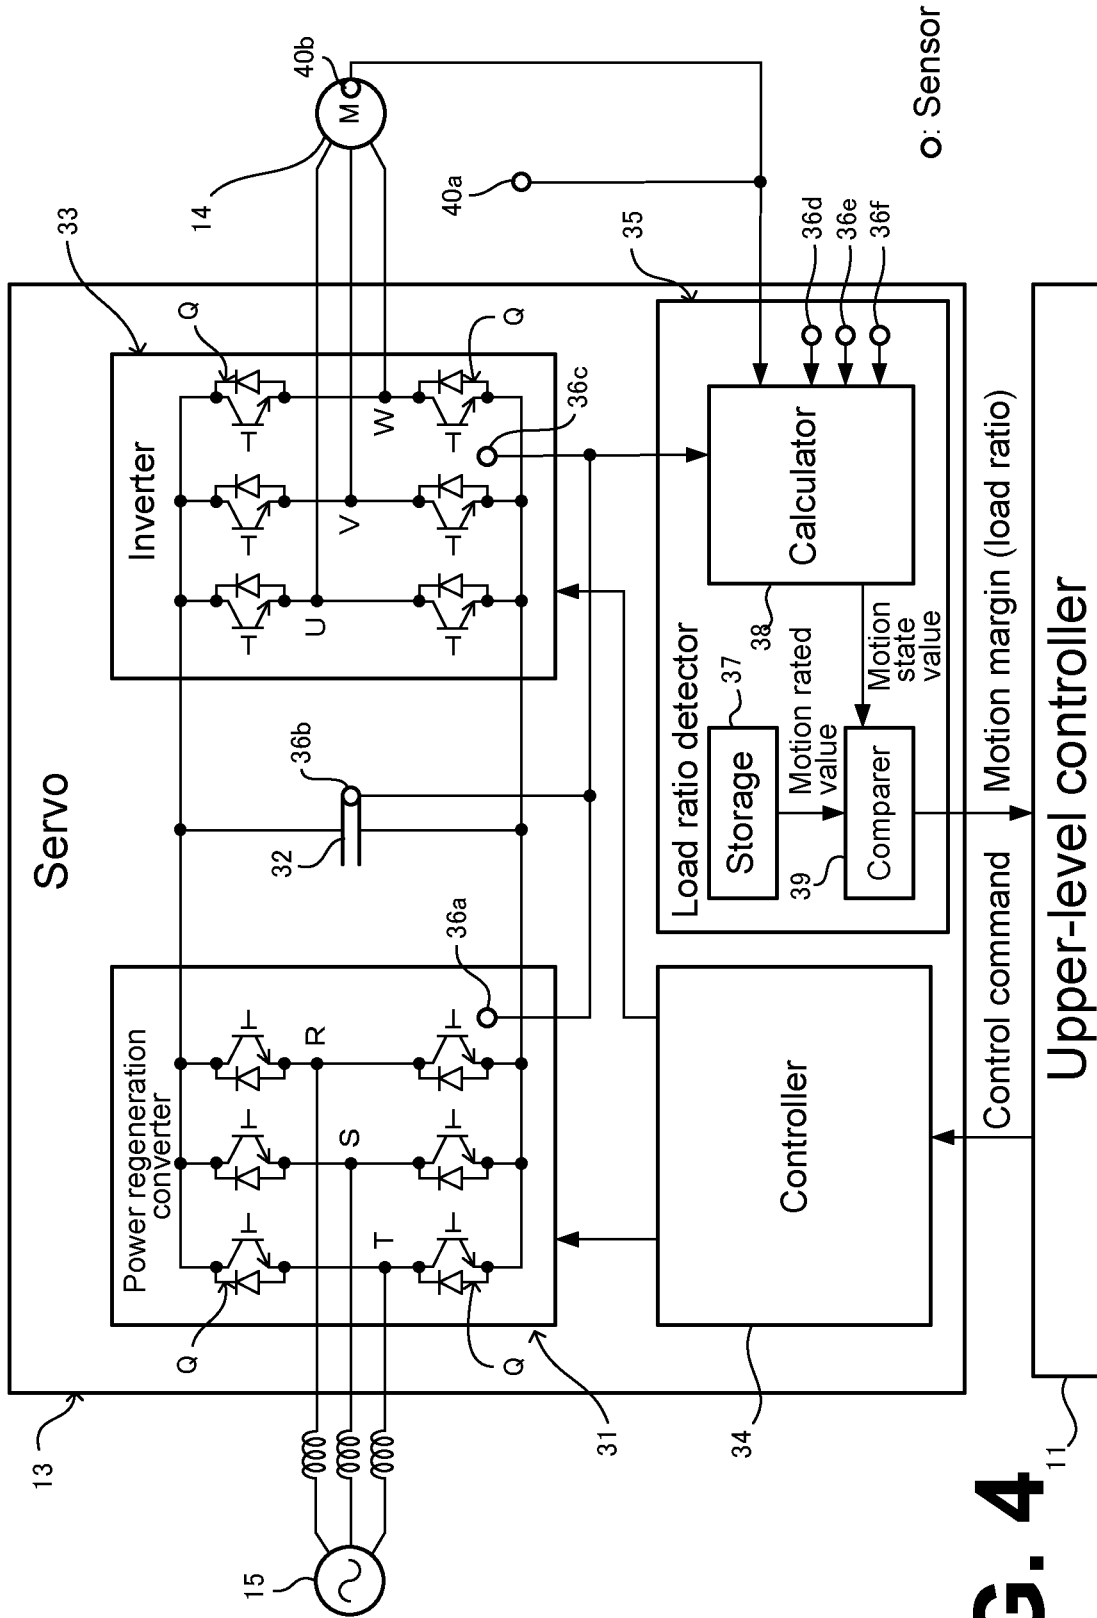 Servo
13
15
Power regeneration
converter
Q
Q
R
S
T
31
36a
32
36b
Inverter
33
Q
Q
U
V
W
36c
14
M
40b
40a
Controller
34
Load ratio detector
35
Storage
37
Motion rated
value
Comparer
39
Calculator
38
Motion
state
value
36d
36e
36f
O: Sensor
Control command
Motion margin (load ratio)
Upper-level controller
11
G. 4